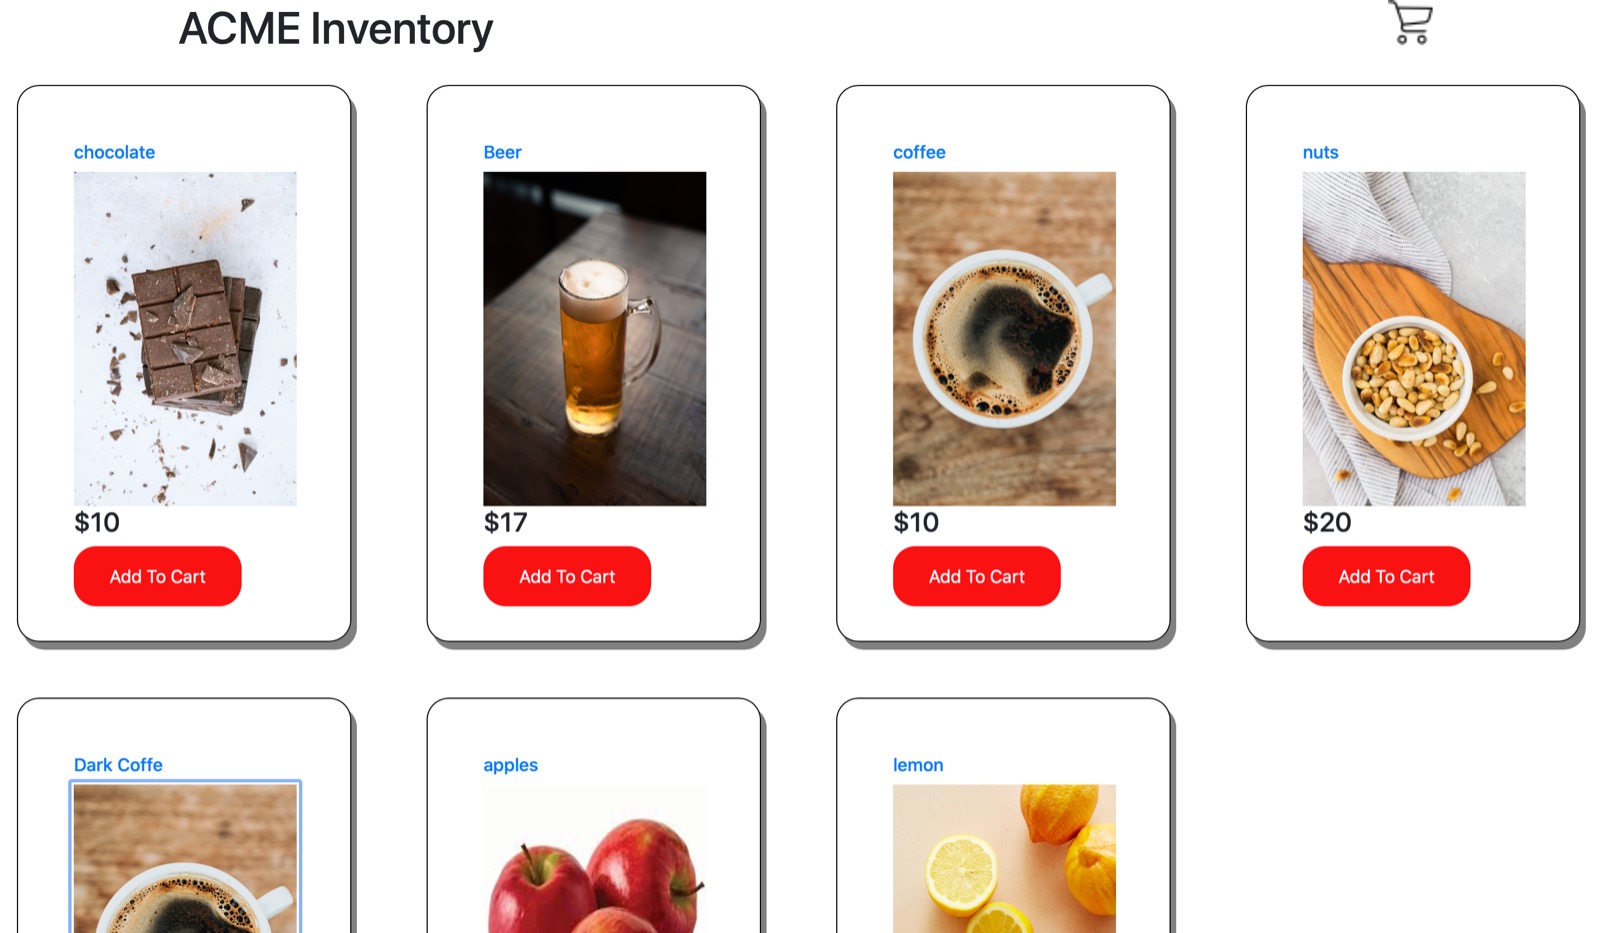 ACME Inventory
chocolate
Beer
coffee
nuts
$10
$17
$10
$20
Add To Cart
Add To Cart
Add To Cart
Add To Cart
Dark Coffe
apples
lemon